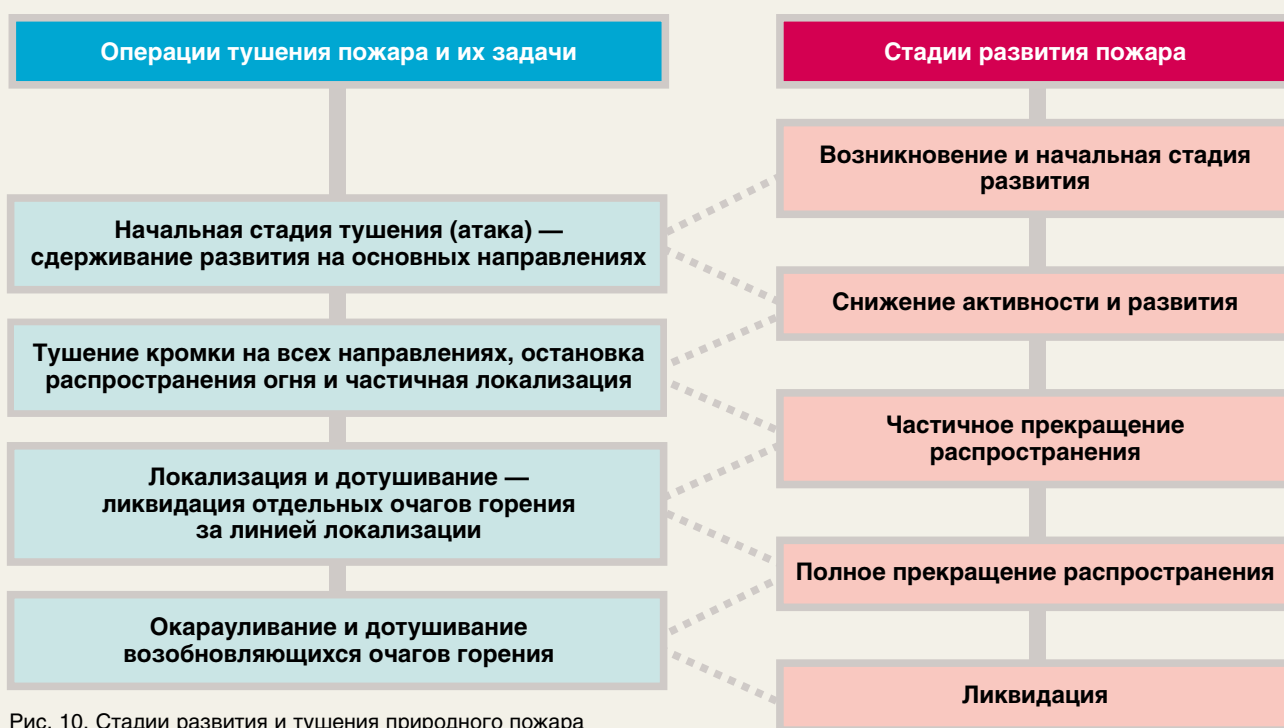 Операции тушения пожара и их задачи
Начальная стадия тушения (атака) —
сдерживание развития на основных направлениях
Тушение кромки на всех направлениях, остановка
распространения огня и частичная локализация
Локализация и дотушивание —
ликвидация отдельных очагов горения
за линией локализации
Окарауливание и дотушивание
возобновляющихся очагов горения
Стадии развития пожара
Возникновение и начальная стадия
развития
Снижение активности и развития
Частичное прекращение
распространения
Полное прекращение распространения
Ликвидация
Рис. 10. Стадии развития и тушения природного пожара